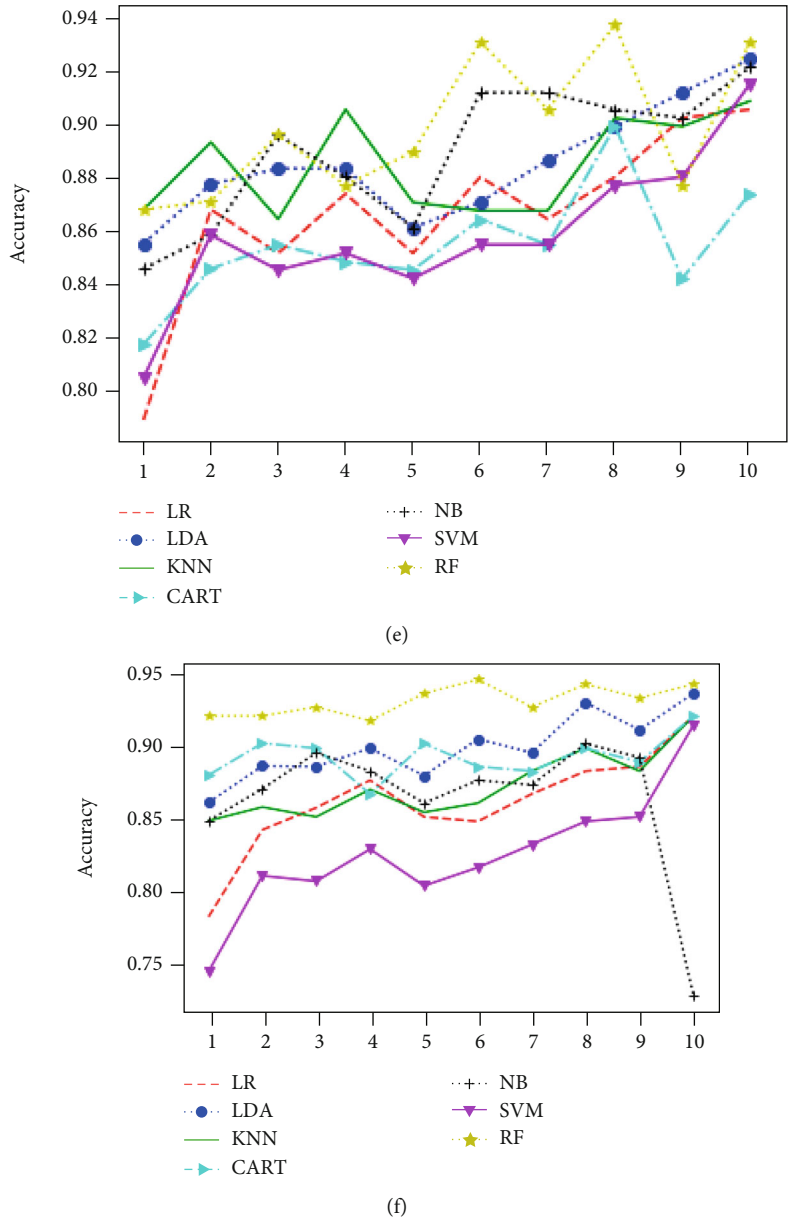 0.94
0.92
0.90
0.88
0.86
0.84
0.82
0.80
Accuracy
1 2 3 4 5 6 7 8 9 10
LR
LDA
KNN
CART
NB
SVM
RF
(e)
0.95
0.90
0.85
0.80
0.75
Accuracy
1 2 3 4 5 6 7 8 9 10
LR
LDA
KNN
CART
NB
SVM
RF
(f)